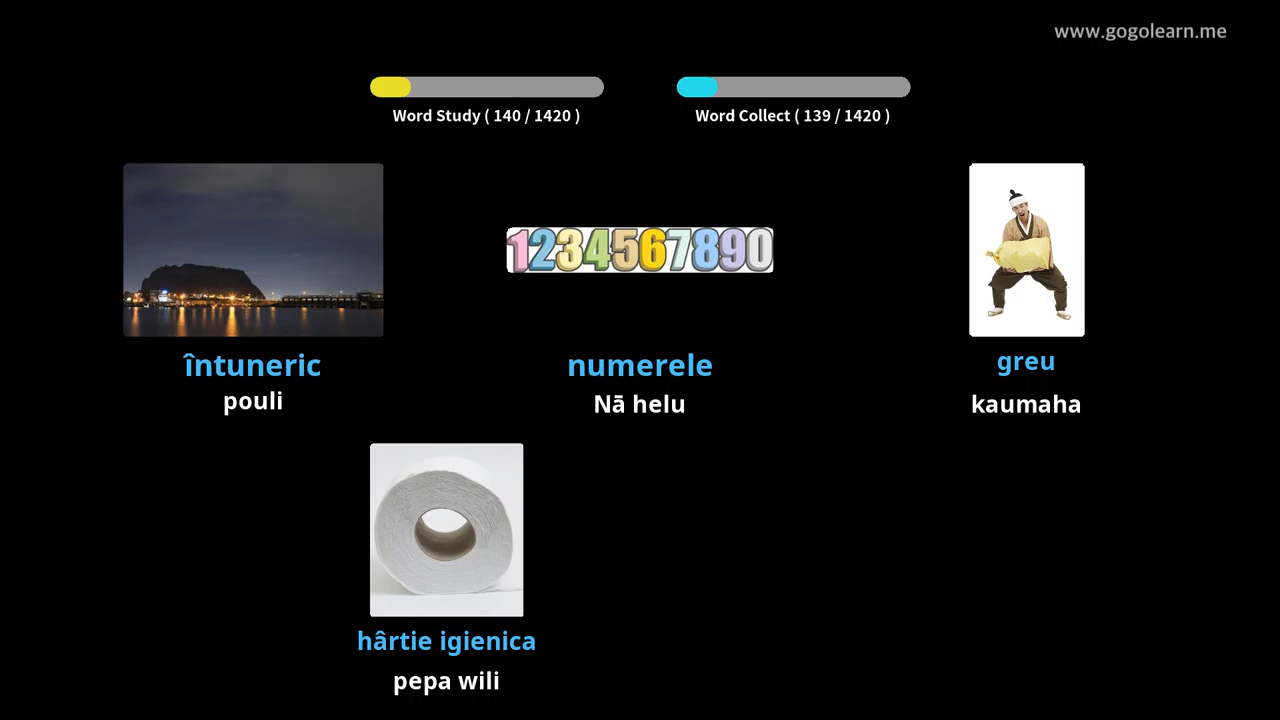 www.gogolearn.me
Word Study ( 140 / 1420 )
Word Collect ( 139 / 1420 )
1234567890
întuneric
numerele
greu
pouli
Nā helu
kaumaha
hârtie igienica
pepa wili